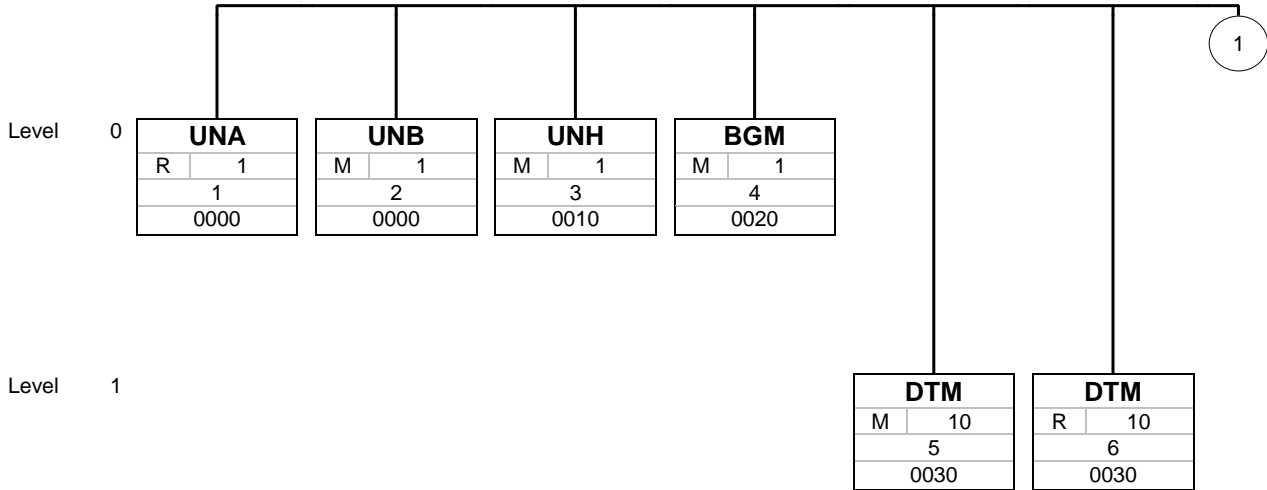 1
Level 0
UNA UNB UNH BGM
R 1 M 1 M 1 M 1
1 2 3 4
0000 0000 0010 0020
Level 1
DTM DTM
M 10 R 10
5 6
0030 0030